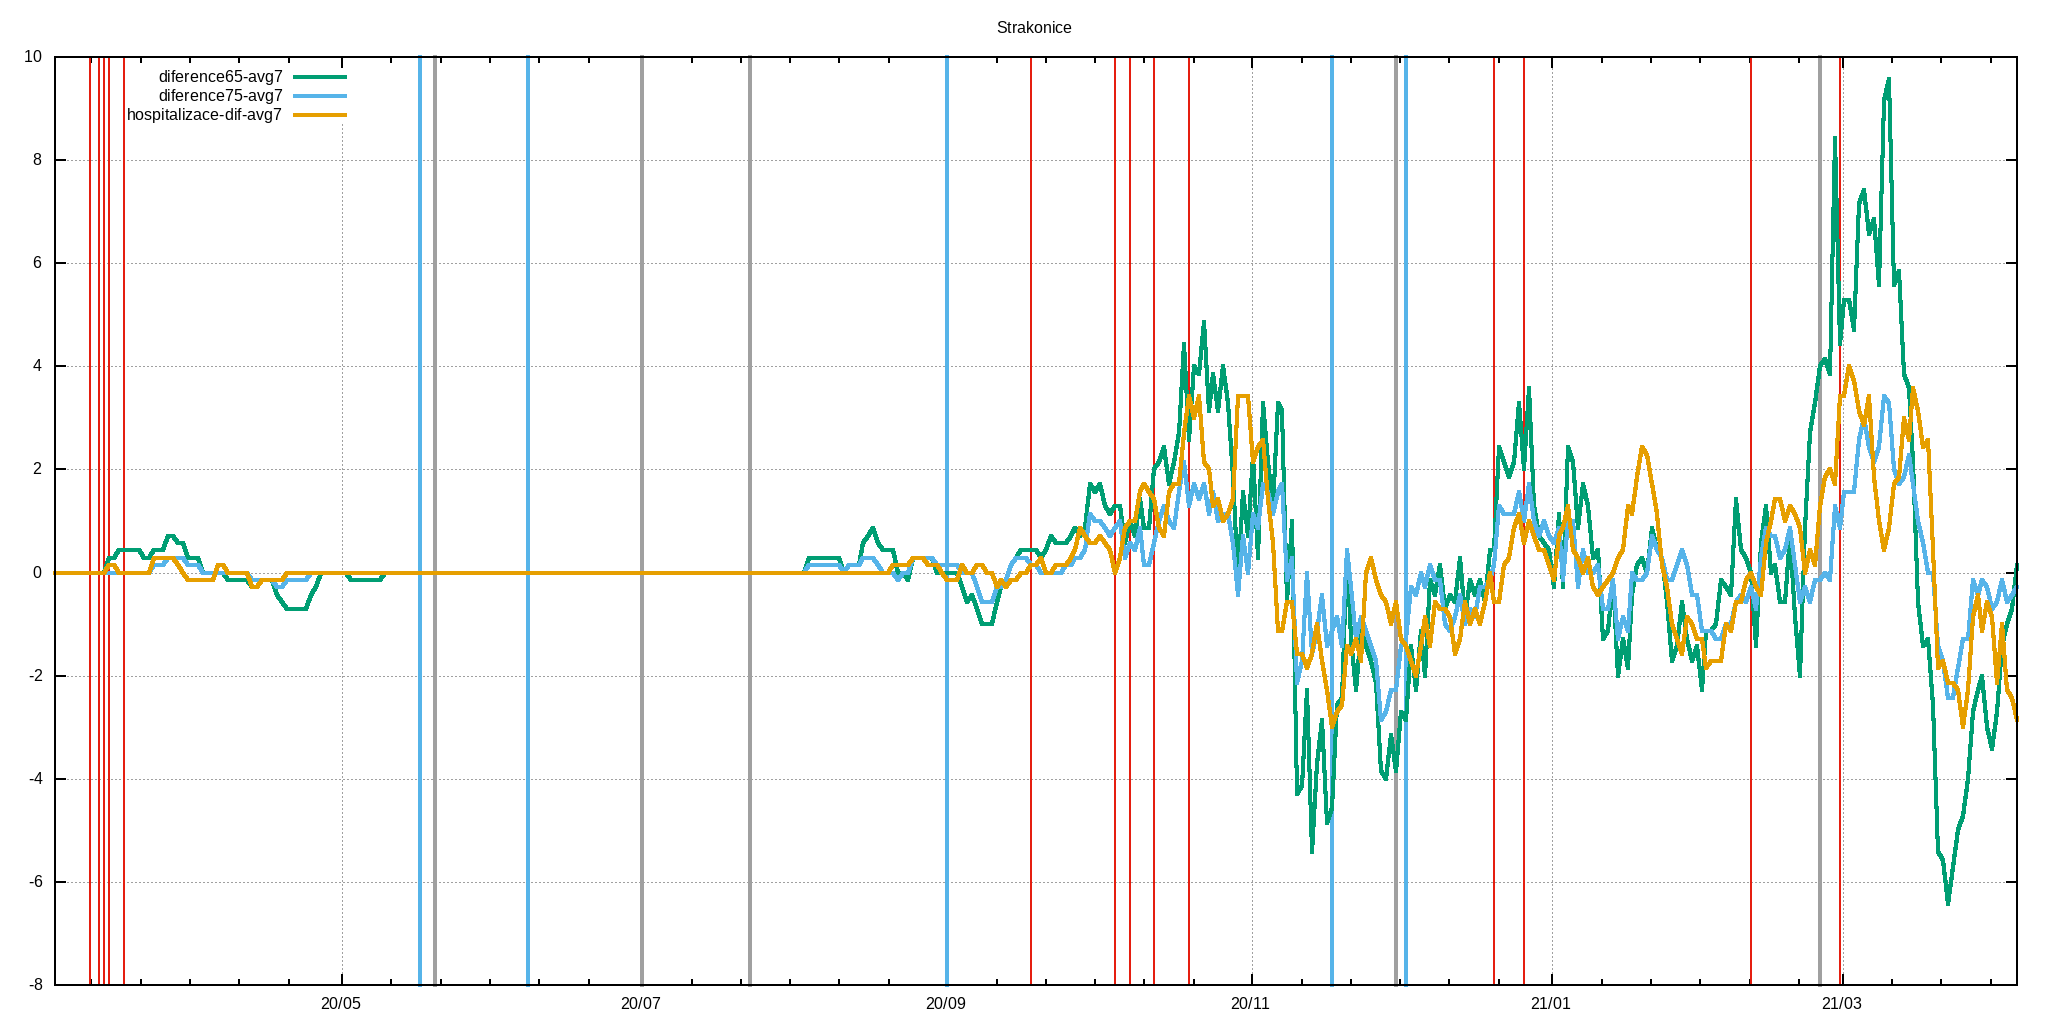 Strakonice
diference65-avg7
diference75-avg7
hospitalizace-dif-avg7
10
8
6
4
2
0
-2
-4
-6
-8
20/05 20/07 20/09 20/11 21/01 21/03